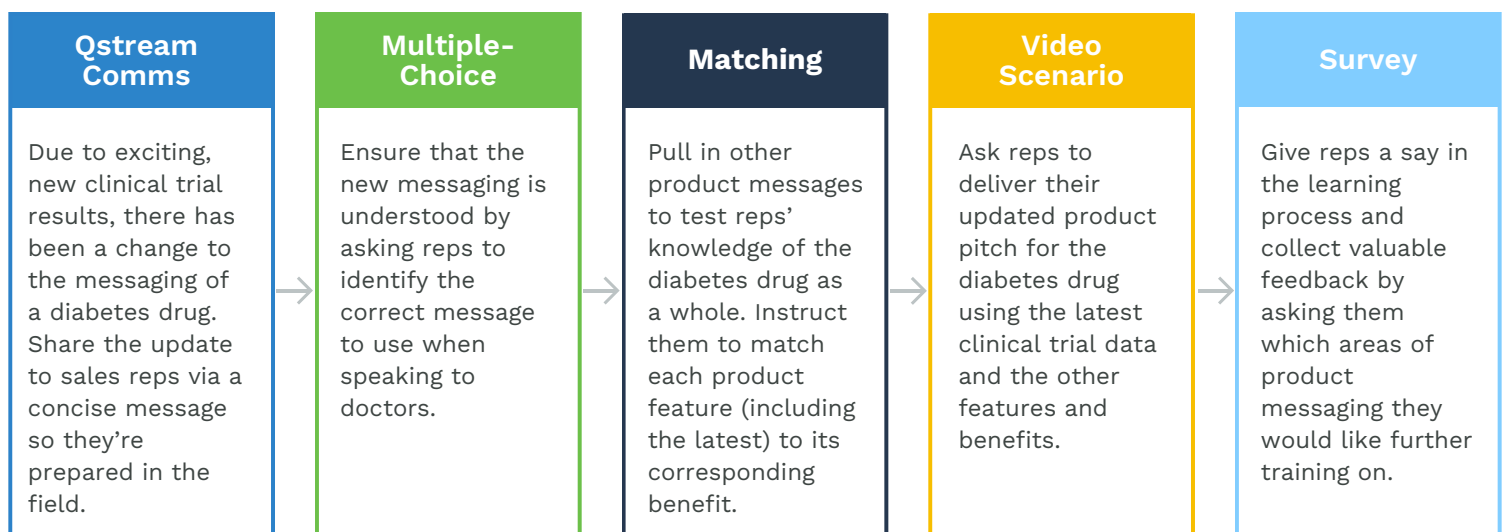 Qstream
Comms
Due to exciting,
new clinical trial
results, there has
been a change to
the messaging of
a diabetes drug.
Share the update
to sales reps via a
concise message
so they're
prepared in the
field.
Multiple-
Choice
Ensure that the
new messaging is
understood by
asking reps to
identify the
correct message
to use when
speaking to
doctors.
Matching
Pull in other
product messages
to test reps’
knowledge of the
diabetes drug as
a whole. Instruct
them to match
each product
feature (including
the latest) to its
corresponding
benefit.
Video
Scenario
Ask reps to
deliver their
updated product
pitch for the
diabetes drug
using the latest
clinical trial data
and the other
features and
benefits.
Survey
Give reps a say in
the learning
process and
collect valuable
feedback by
asking them
which areas of
product
messaging they
would like further
training on.